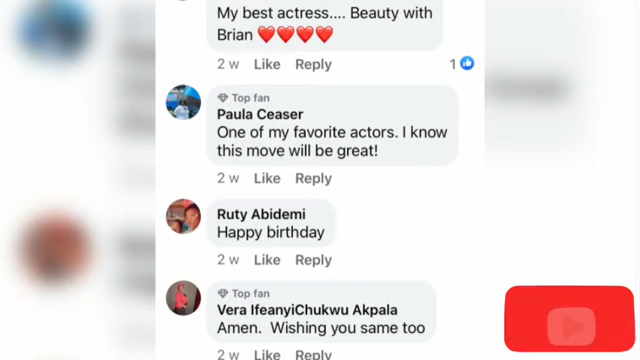 My best actress.... Beauty with
Brian ❤️❤️❤️❤️
2 w Like Reply 1
Top fan
Paula Ceaser
One of my favorite actors. I know
this move will be great!
2 w Like Reply
Ruty Abidemi
Happy birthday
2 w Like Reply
Top fan
Vera IfeanyiChukwu Akpala
Amen. Wishing you same too
2 w Like Reply